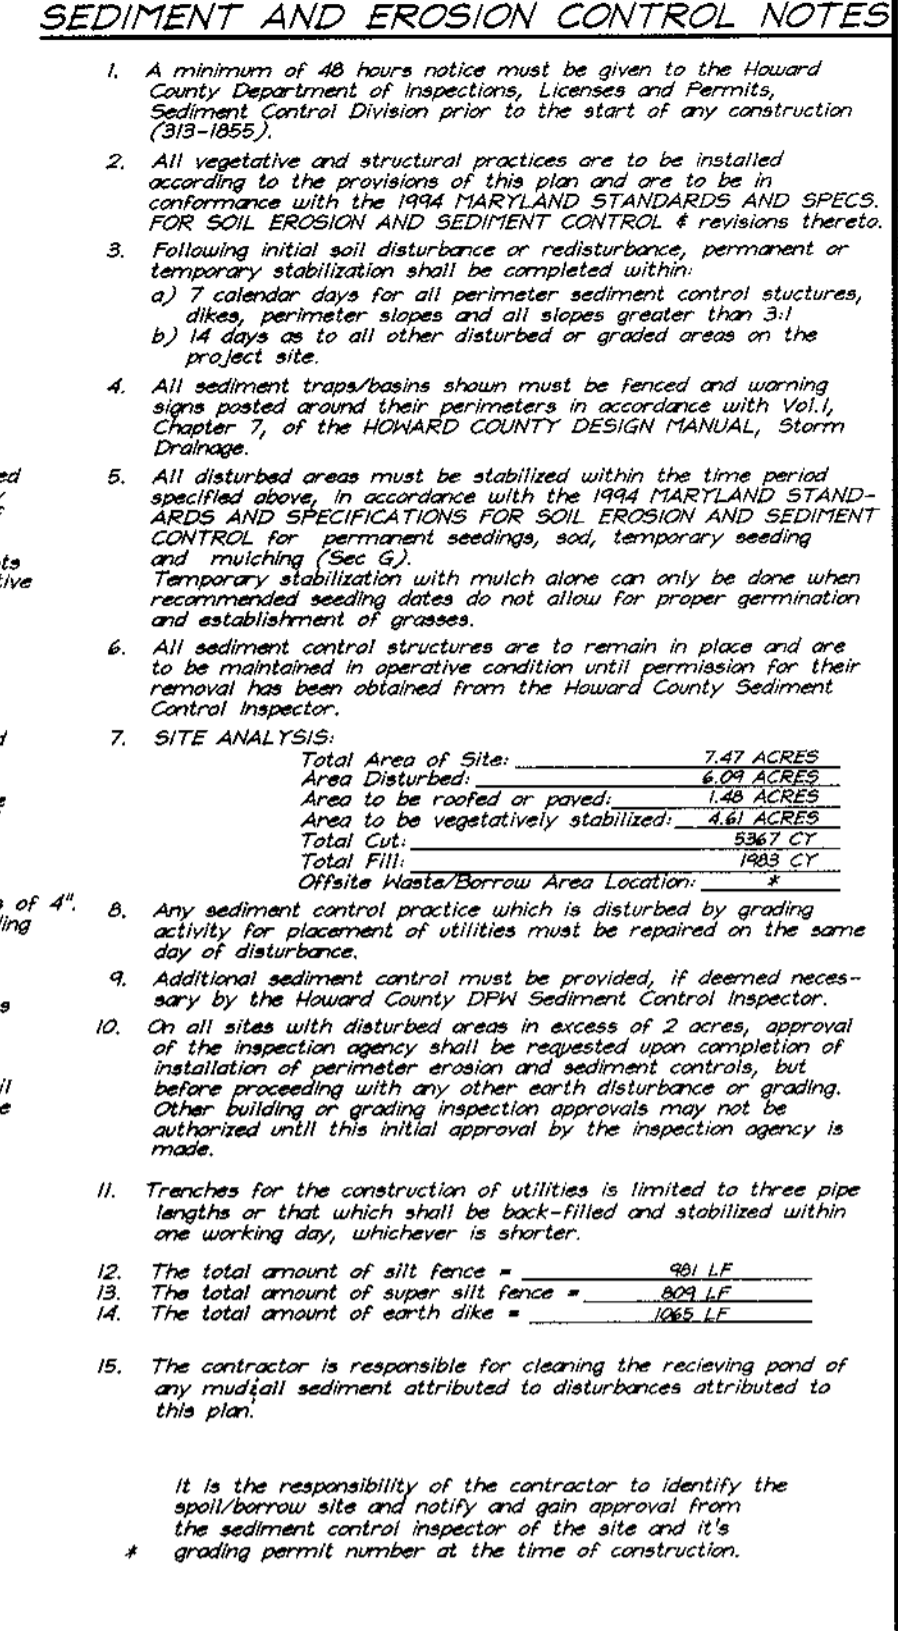 SEDIMENT AND EROSION CONTROL NOTES
1. A minimum of 48 hours notice must be given to the Howard
County Department of Inspections, Licenses and Permits,
Sediment Control Division prior to the start of any construction
(313-1855).
2. All vegetative and structural practices are to be installed
according to the provisions of this plan and are to be in
conformance with the 1994 MARYLAND STANDARDS AND SPECS.
FOR SOIL EROSION AND SEDIMENT CONTROL & revisions thereto.
3. Following initial soil disturbance or redisturbance, permanent or
temporary stabilization shall be completed within:
a) 7 calendar days for all perimeter sediment control stuctures,
dikes, perimeter slopes and all slopes greater than 3:1
b) 14 days as to all other disturbed or graded areas on the
project site.
4. All sediment traps/basins shown must be fenced and warning
signs posted around their perimeters in accordance with Vol.1,
Chapter 7, of the HOWARD COUNTY DESIGN MANUAL, Storm
Drainage.
5. All disturbed areas must be stabilized within the time period
specified above, in accordance with the 1994 MARYLAND STAND-
ARDS AND SPECIFICATIONS FOR SOIL EROSION AND SEDIMENT
CONTROL for permanent seedings, sod, temporary seeding
and mulching (Sec G).
Temporary stabilization with mulch alone can only be done when
recommended seeding dates do not allow for proper germination
and establishment of grasses.
6. All sediment control structures are to remain in place and are
to be maintained in operative condition until permission for their
removal has been obtained from the Howard County Sediment
Control Inspector.
7. SITE ANALYSIS:
Total Area of Site: 7.47 ACRES
Area Disturbed: 6.09 ACRES
Area to be roofed or paved: 1.48 ACRES
Area to be vegetatively stabilized: 4.61 ACRES
Total Cut: 5367 CY
Total Fill: 1983 CY
Offsite Waste/Borrow Area Location: *
of 4".
8. Any sediment control practice which is disturbed by grading
activity for placement of utilities must be repaired on the same
day of disturbance.
9. Additional sediment control must be provided, if deemed neces-
sary by the Howard County DPW Sediment Control Inspector.
10. On all sites with disturbed areas in excess of 2 acres, approval
of the inspection agency shall be requested upon completion of
installation of perimeter erosion and sediment controls, but
before proceeding with any other earth disturbance or grading.
Other building or grading inspection approvals may not be
authorized until this initial approval by the inspection agency is
made.
11. Trenches for the construction of utilities is limited to three pipe
lengths or that which shall be back-filled and stabilized within
one working day, whichever is shorter.
12. The total amount of silt fence = 981 LF
13. The total amount of super silt fence = 809 LF
14. The total amount of earth dike = 1065 LF
15. The contractor is responsible for cleaning the recieving pond of
any mud;all sediment attributed to disturbances attributed to
this plan.
It is the responsibility of the contractor to identify the
spoil/borrow site and notify and gain approval from
the sediment control inspector of the site and it's
* grading permit number at the time of construction.